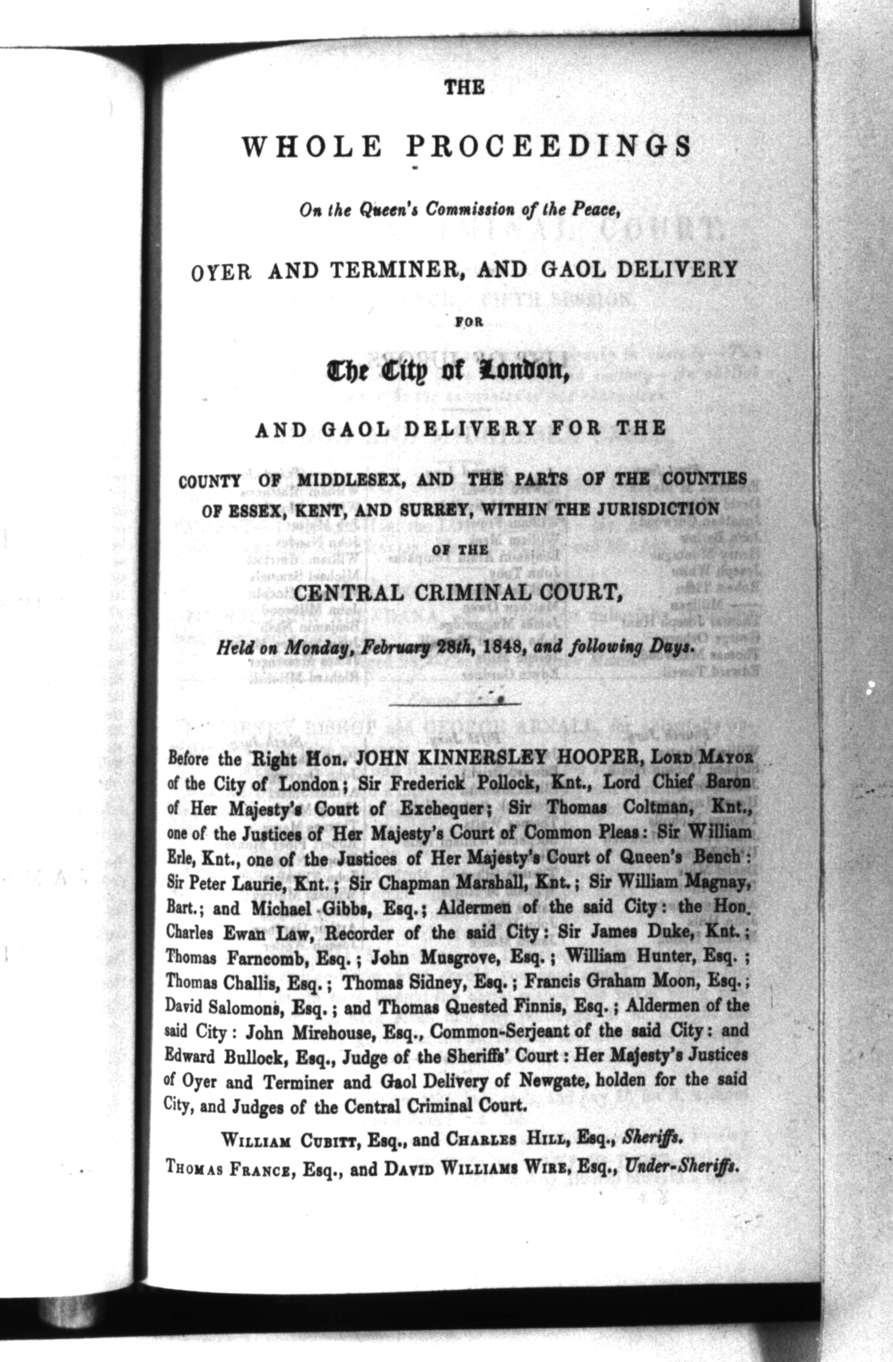 THE
WHOLE PROCEEDINGS
On the Queen's Commission of the Peace,
OYER AND TERMINER, AND GAOL DELIVERY
FOR
The City of London,
AND GAOL DELIVERY FOR THE
COUNTY OF MIDDLESEX, AND THE PARTS OF THE COUNTIES
OF ESSEX, KENT, AND SURREY, WITHIN THE JURISDICTION
OF THE
CENTRAL CRIMINAL COURT,
Held on Monday, February 28th, 1848, and following Days.
Before the Right Hon. JOHN KINNERSLEY HOOPER, LORD MAYOR
of the City of London; Sir Frederick Pollock, Knt., Lord Chief Baron
of Her Majesty's Court of Exchequer; Sir Thomas Coltman, Knt.,
one of the Justices of Her Majesty's Court of Common Pleas: Sir William
Erle, Knt., one of the Justices of Her Majesty's Court of Queen's Bench:
Sir Peter Laurie, Knt.; Sir Chapman Marshall, Knt.; Sir William Magnay,
Bart.; and Michael Gibbs, Esq.; Aldermen of the said City: the Hon.
Charles Ewan Law, Recorder of the said City: Sir James Duke, Knt.;
Thomas Farncomb, Esq.; John Musgrove, Esq.; William Hunter, Esq.;
Thomas Challis, Esq.; Thomas Sidney, Esq.; Francis Graham Moon, Esq.;
David Salomons, Esq.; and Thomas Quested Finnis, Esq.; Aldermen of the
said City: John Mirehouse, Esq., Common-Serjeant of the said City: and
Edward Bullock, Esq., Judge of the Sheriffs' Court: Her Majesty's Justices
of Oyer and Terminer and Gaol Delivery of Newgate, holden for the said
City, and Judges of the Central Criminal Court.
WILLIAM CUBITT, Esq., and CHARLES HILL, Esq., Sheriffs.
THOMAS FRANCE, Esq., and DAVID WILLIAMS WIRE, Esq., Under-Sheriffs.